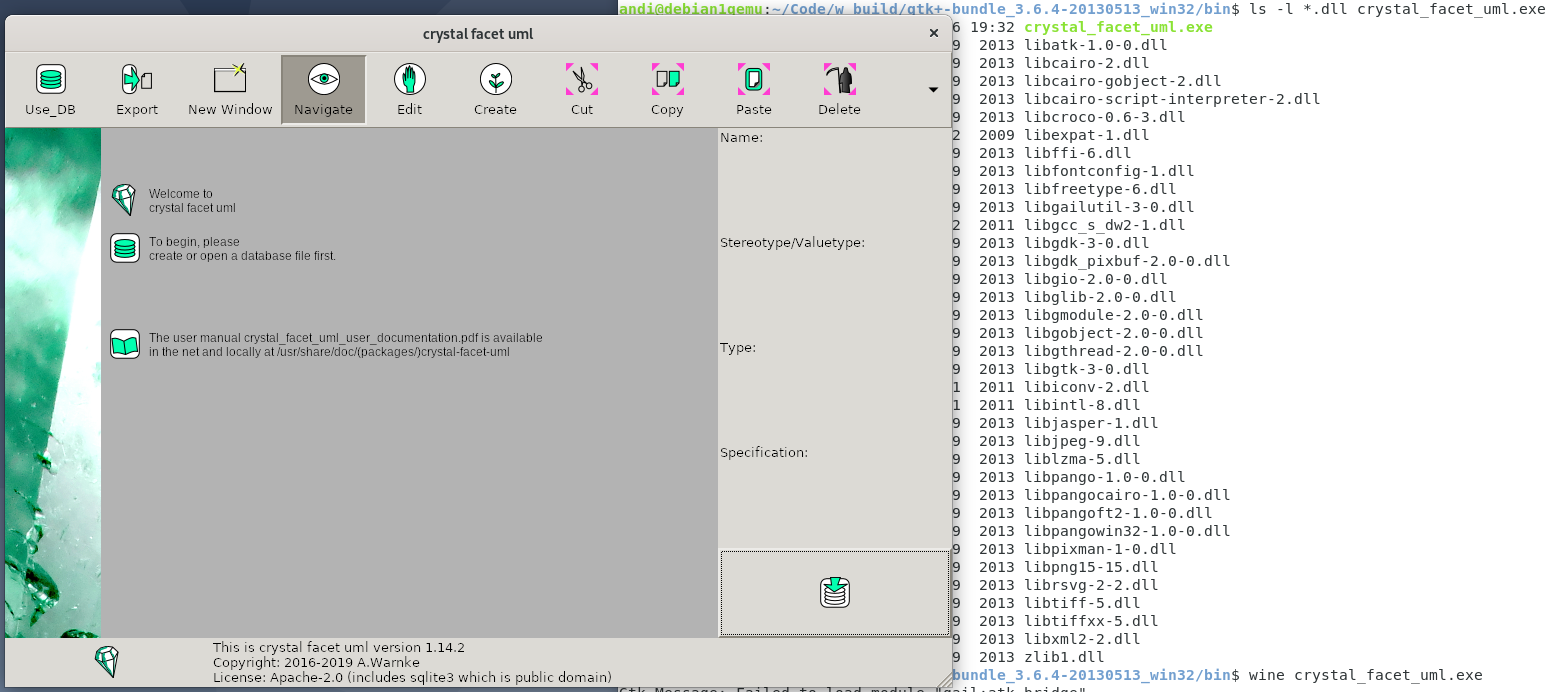 andi@debian1qemu:~/Code/w_build/gtk+-bundle_3.6.4-20130513_win32/bin$ ls -l *.dll crystal_facet_uml.exe
crystal facet uml
×
Use_DB
Export
New Window
Navigate
Edit
Create
Cut
Copy
Paste
Delete
Welcome to
crystal facet uml
To begin, please
create or open a database file first.
The user manual crystal_facet_uml_user_documentation.pdf is available
in the net and locally at /usr/share/doc/(packages/)crystal-facet-uml
Name:
Stereotype/Valuetype:
Type:
Specification:
This is crystal facet uml version 1.14.2
Copyright: 2016-2019 A.Warnke
License: Apache-2.0 (includes sqlite3 which is public domain)
6 19:32 crystal_facet_uml.exe
9 2013 libatk-1.0-0.dll
9 2013 libcairo-2.dll
9 2013 libcairo-gobject-2.dll
9 2013 libcairo-script-interpreter-2.dll
9 2013 libcroco-0.6-3.dll
2 2009 libexpat-1.dll
9 2013 libffi-6.dll
9 2013 libfontconfig-1.dll
9 2013 libfreetype-6.dll
9 2013 libgailutil-3-0.dll
2 2011 libgcc_s_dw2-1.dll
9 2013 libgdk-3-0.dll
9 2013 libgdk_pixbuf-2.0-0.dll
9 2013 libgio-2.0-0.dll
9 2013 libglib-2.0-0.dll
9 2013 libgmodule-2.0-0.dll
9 2013 libgobject-2.0-0.dll
9 2013 libgthread-2.0-0.dll
9 2013 libgtk-3-0.dll
1 2011 libiconv-2.dll
1 2011 libintl-8.dll
9 2013 libjasper-1.dll
9 2013 libjpeg-9.dll
9 2013 liblzma-5.dll
9 2013 libpango-1.0-0.dll
9 2013 libpangocairo-1.0-0.dll
9 2013 libpangoft2-1.0-0.dll
9 2013 libpangowin32-1.0-0.dll
9 2013 libpixman-1-0.dll
9 2013 libpng15-15.dll
9 2013 librsvg-2-2.dll
9 2013 libtiff-5.dll
9 2013 libtiffxx-5.dll
9 2013 libxml2-2.dll
9 2013 zlib1.dll
bundle_3.6.4-20130513_win32/bin$ wine crystal_facet_uml.exe